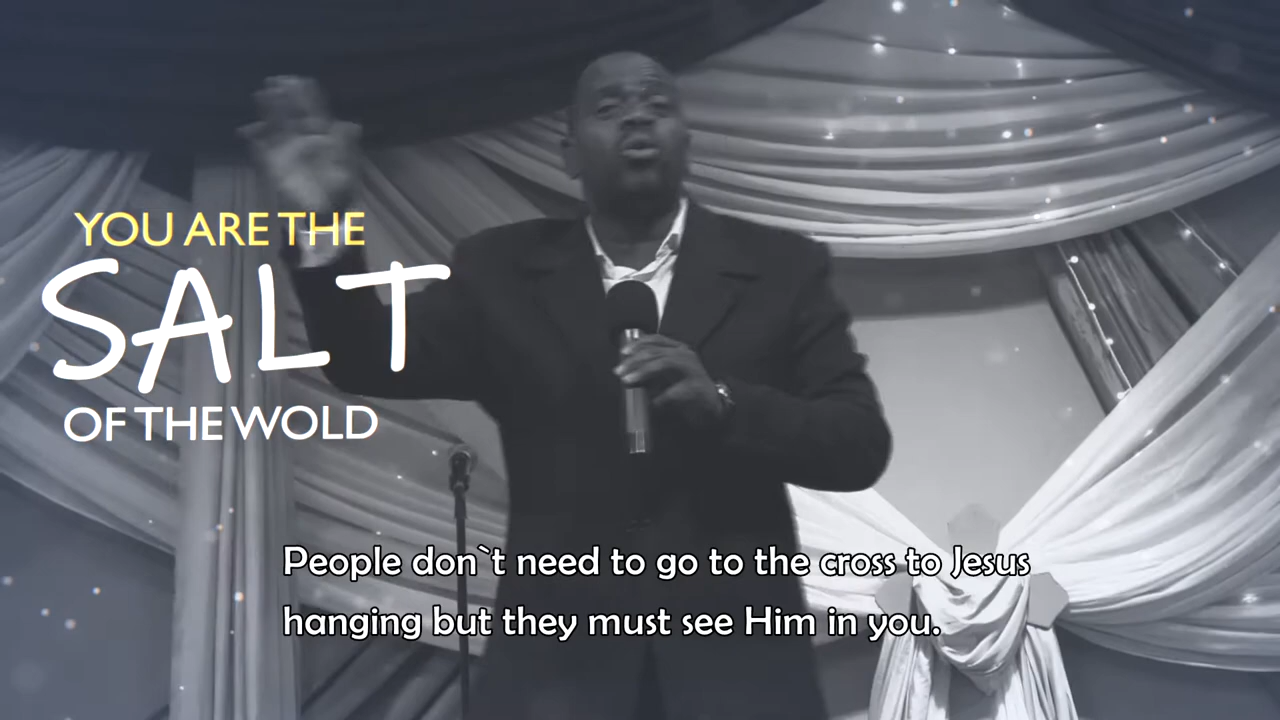 YOU ARE THE
SALT
OF THE WOLD
People don`t need to go to the cross to Jesus
hanging but they must see Him in you.